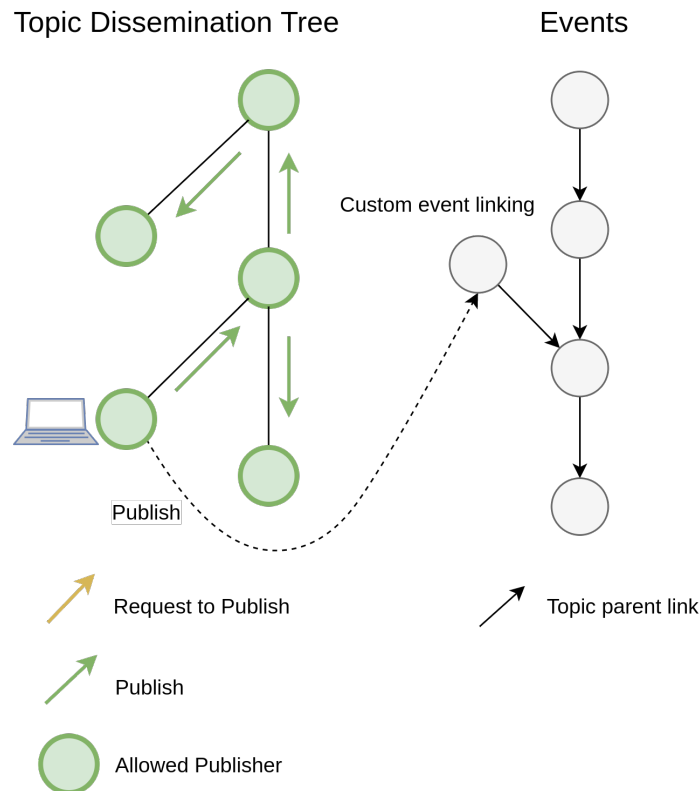 Topic Dissemination Tree
Events
Custom event linking
Publish
Request to Publish
Topic parent link
Publish
Allowed Publisher